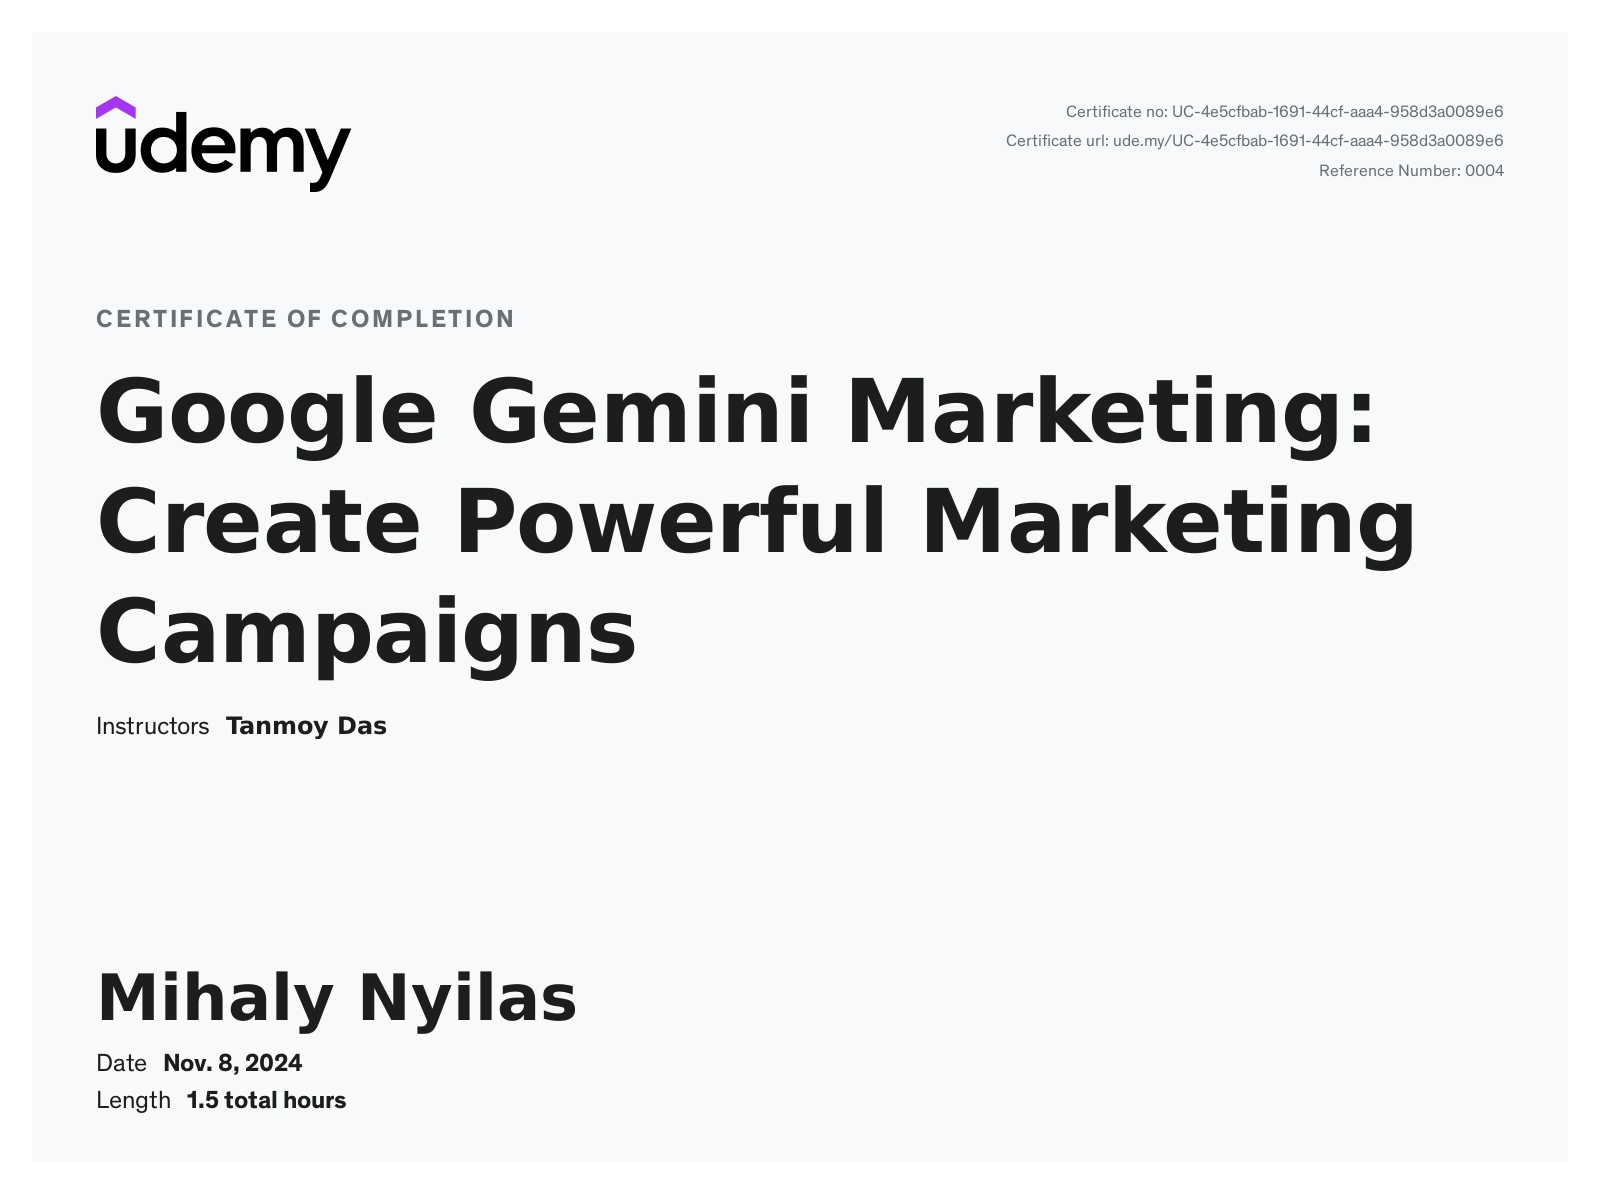 udemy
Certificate no: UC-4e5cfbab-1691-44cf-aaa4-958d3a0089e6
Certificate url: ude.my/UC-4e5cfbab-1691-44cf-aaa4-958d3a0089e6
Reference Number: 0004
CERTIFICATE OF COMPLETION
Google Gemini Marketing:
Create Powerful Marketing
Campaigns
Instructors Tanmoy Das
Mihaly Nyilas
Date Nov. 8, 2024
Length 1.5 total hours